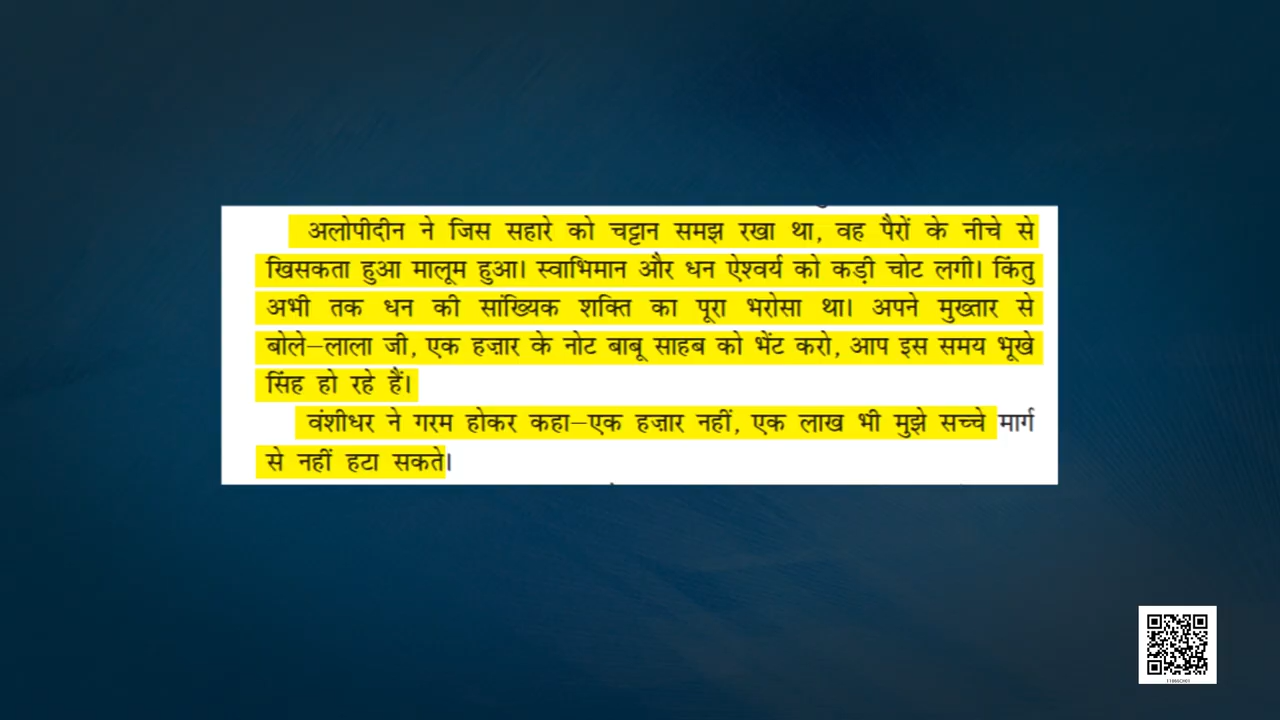 अलोपीदीन ने जिस सहारे को चट्टान समझ रखा था, वह पैरों के नीचे से
खिसकता हुआ मालूम हुआ। स्वाभिमान और धन ऐश्वर्य को कड़ी चोट लगी। किंतु
अभी तक धन की सांख्यिक शक्ति का पूरा भरोसा था। अपने मुख्तार से
बोले–लाला जी, एक हज़ार के नोट बाबू साहब को भेंट करो, आप इस समय भूखे
सिंह हो रहे हैं।
वंशीधर ने गरम होकर कहा–एक हज़ार नहीं, एक लाख भी मुझे सच्चे मार्ग
से नहीं हटा सकते।